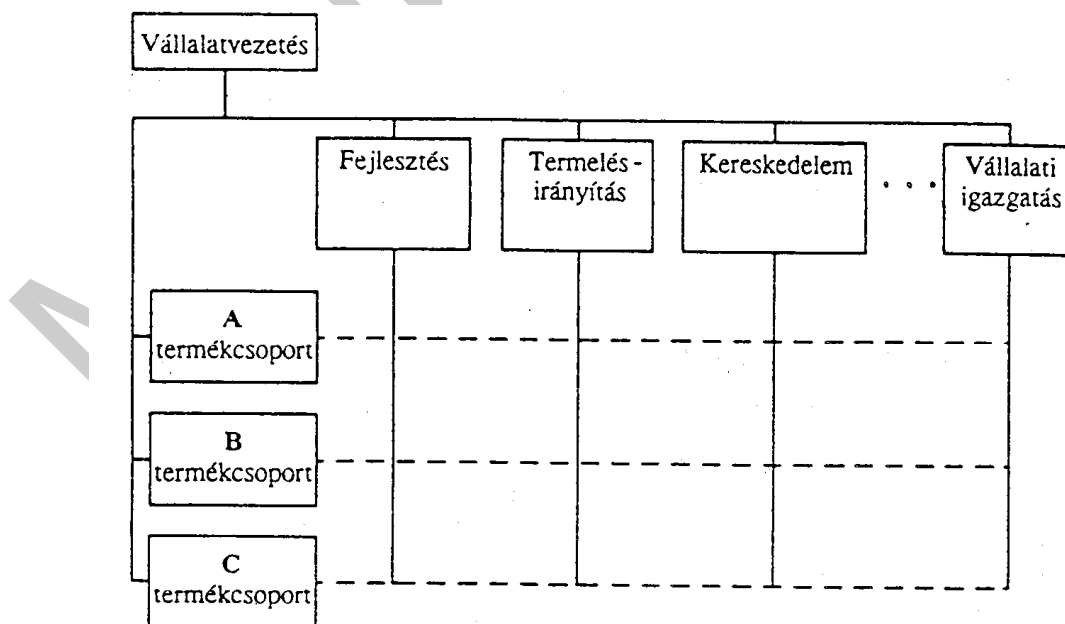 Vállalatvezetés
Fejlesztés
Termelés -
irányítás
Kereskedelem
. . .
Vállalati
igazgatás
A
termékcsoport
B
termékcsoport
C
termékcsoport